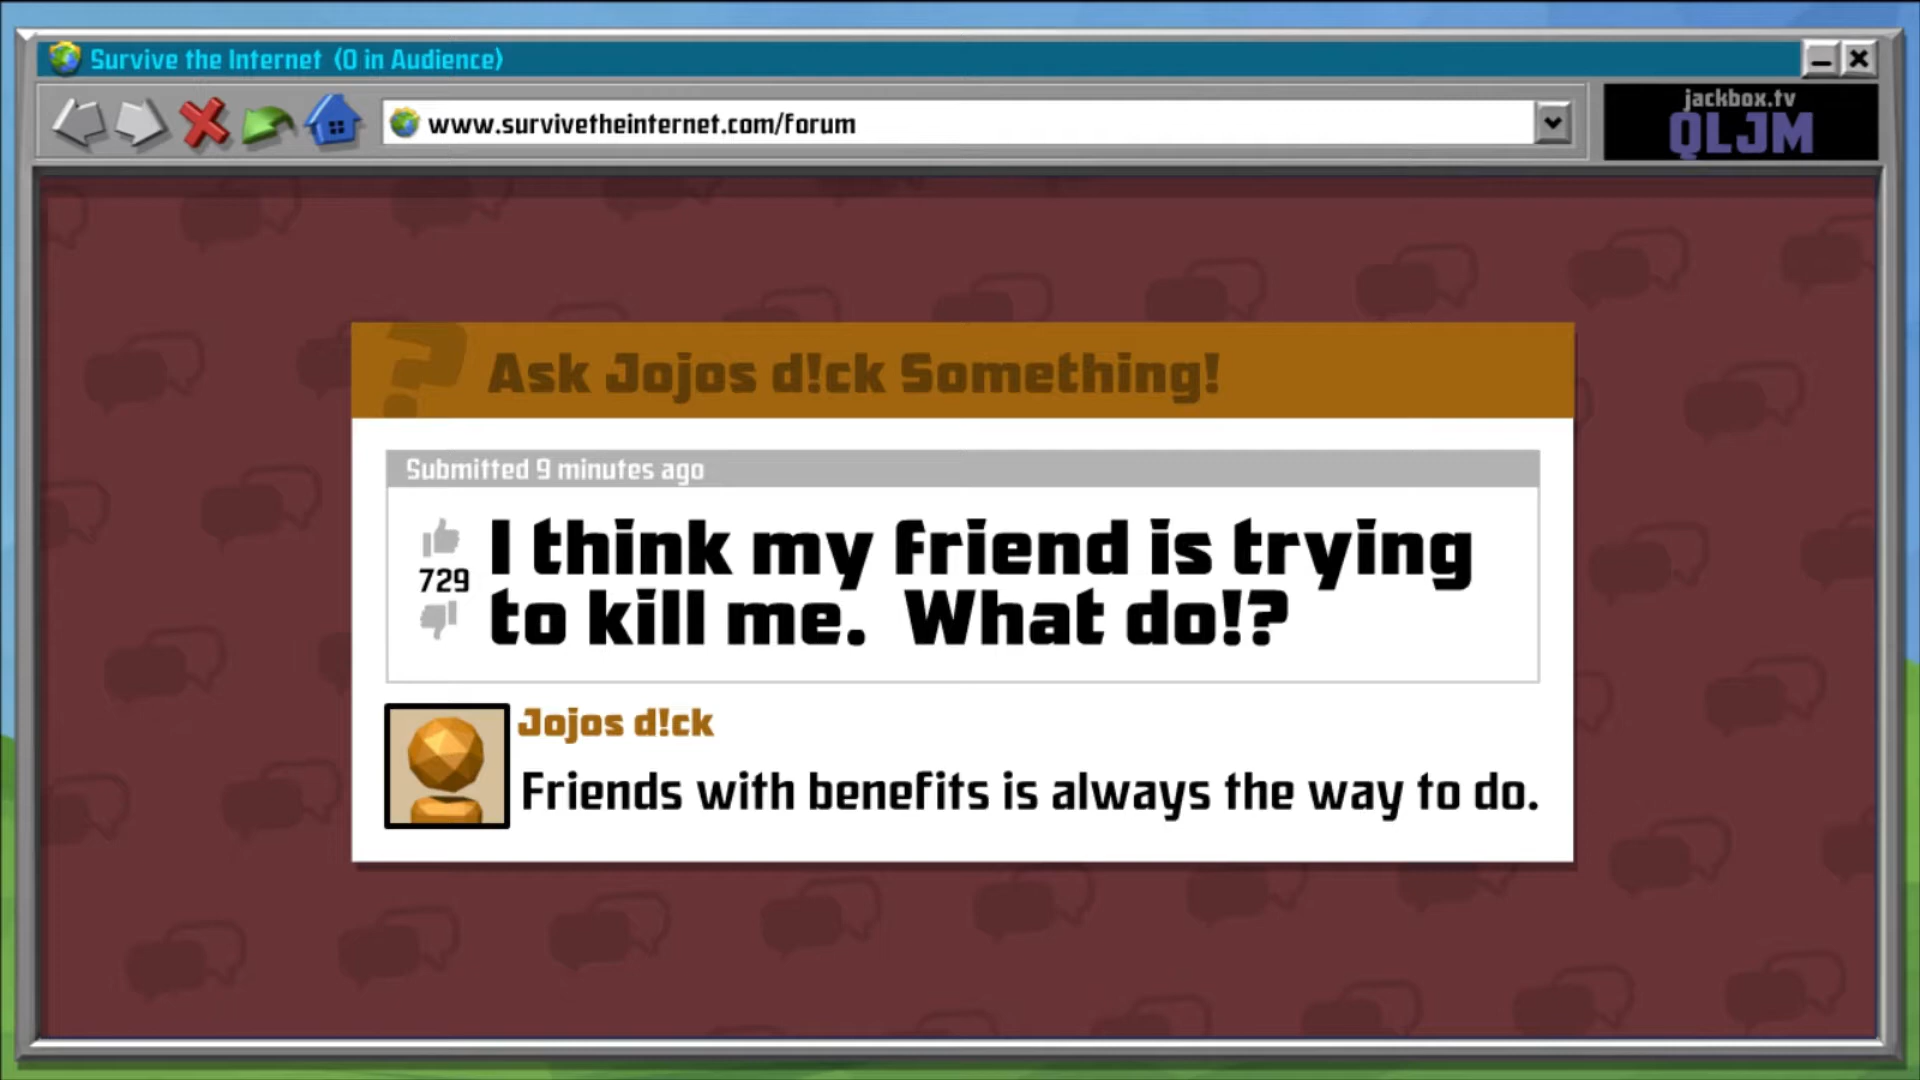 Survive the Internet (0 in Audience)
www.survivetheinternet.com/forum
jackbox.tv
QLJM
Ask Jojos d!ck Something!
Submitted 9 minutes ago
I think my friend is trying
729
to kill me. What do!?
Jojos d!ck
Friends with benefits is always the way to do.